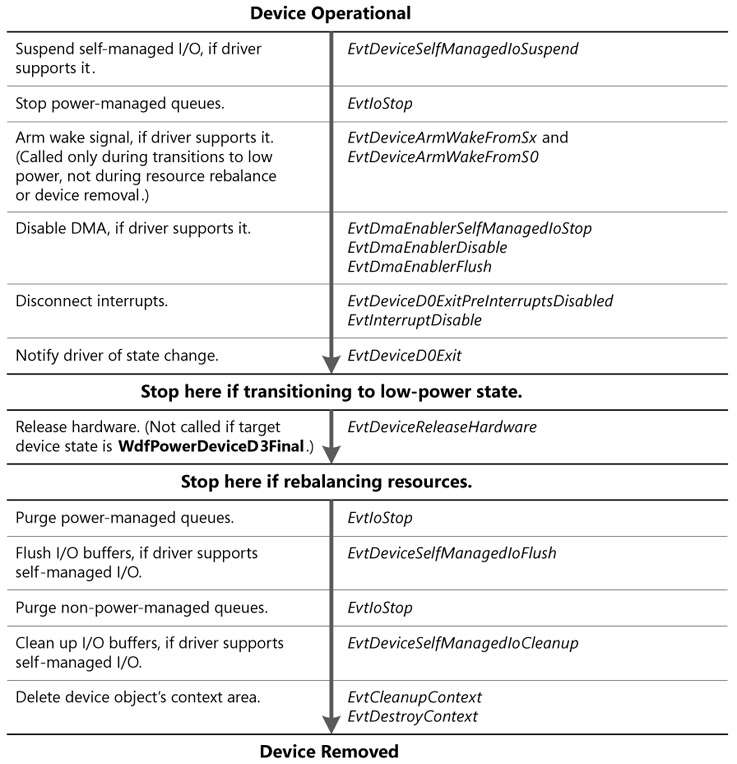 Device Operational
Suspend self-managed I/O, if driver
supports it.
EvtDeviceSelfManagedIoSuspend
Stop power-managed queues.
EvtIoStop
Arm wake signal, if driver supports it.
(Called only during transitions to low
power, not during resource rebalance
or device removal.)
EvtDeviceArmWakeFromSx and
EvtDeviceArmWakeFromS0
Disable DMA, if driver supports it.
EvtDmaEnablerSelfManagedIoStop
EvtDmaEnablerDisable
EvtDmaEnablerFlush
Disconnect interrupts.
EvtDeviceD0ExitPreInterruptsDisabled
EvtInterruptDisable
Notify driver of state change.
EvtDeviceD0Exit
Stop here if transitioning to low-power state.
Release hardware. (Not called if target
device state is WdfPowerDeviceD3Final.)
EvtDeviceReleaseHardware
Stop here if rebalancing resources.
Purge power-managed queues.
EvtIoStop
Flush I/O buffers, if driver supports
self-managed I/O.
EvtDeviceSelfManagedIoFlush
Purge non-power-managed queues.
EvtIoStop
Clean up I/O buffers, if driver supports
self-managed I/O.
EvtDeviceSelfManagedIoCleanup
Delete device object's context area.
EvtCleanupContext
EvtDestroyContext
Device Removed